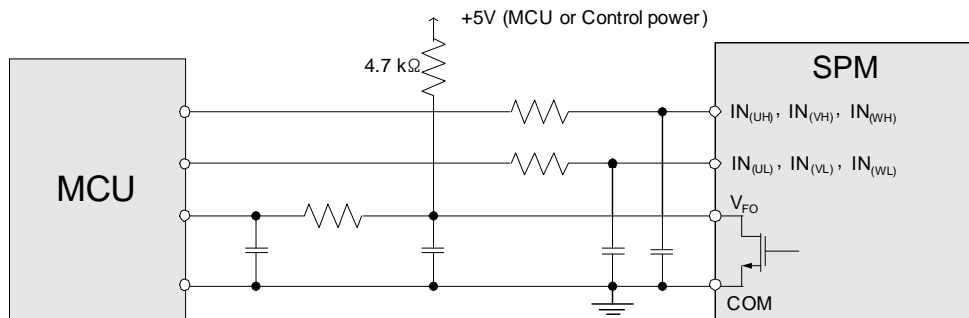 +5V (MCU or Control power)
4.7 kΩ
SPM
MCU
IN(UH), IN(VH), IN(WH)
IN(UL), IN(VL), IN(WL)
VFO
COM